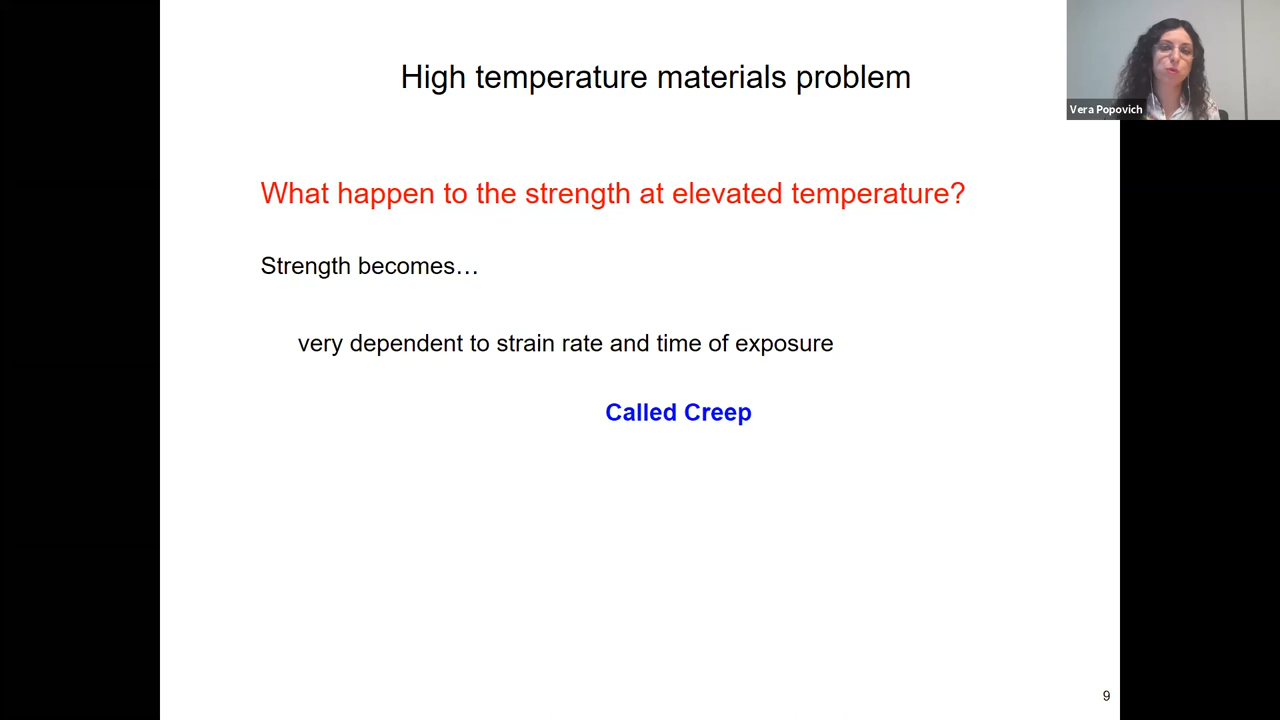 High temperature materials problem
Vera Popovich
What happen to the strength at elevated temperature?
Strength becomes…
very dependent to strain rate and time of exposure
Called Creep
9